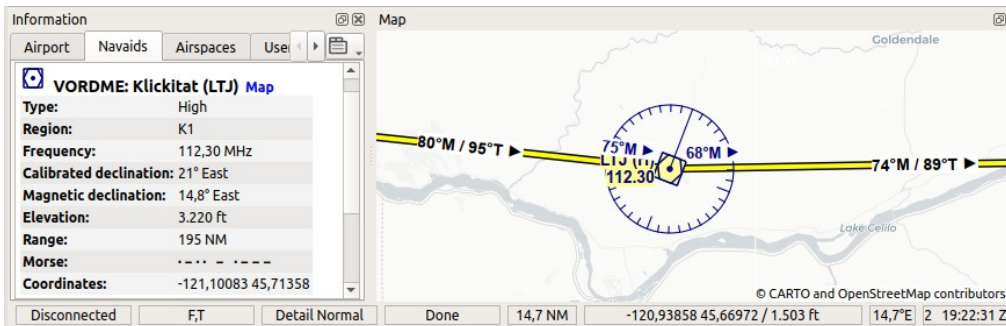 Information
Airport Navaids Airspaces User
VORDME: Klickitat (LTJ) Map
Type: High
Region: K1
Frequency: 112,30 MHz
Calibrated declination: 21° East
Magnetic declination: 14,8° East
Elevation: 3.220 ft
Range: 195 NM
Morse: ·-·· - ·---
Coordinates: -121,10083 45,71358
Map
Goldendale
80°M / 95°T ►
75°M ►
68°M ►
LTJ (H)
112.30
74°M / 89°T ►
Lake Celilo
© CARTO and OpenStreetMap contributors
Disconnected F,T Detail Normal Done 14,7 NM -120,93858 45,66972 / 1.503 ft 14,7°E 2 19:22:31 Z